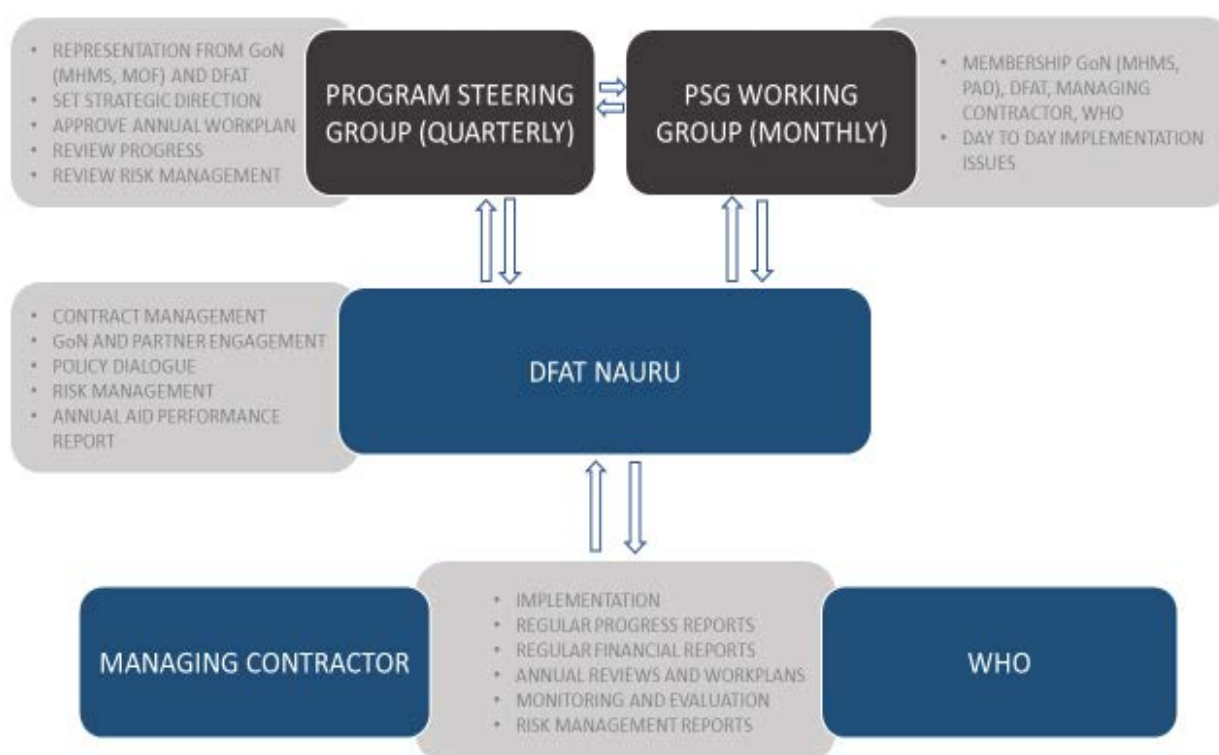 • REPRESENTATION FROM GoN
(MHMS, MOF) AND DFAT
• SET STRATEGIC DIRECTION
• APPROVE ANNUAL WORKPLAN
• REVIEW PROGRESS
• REVIEW RISK MANAGEMENT
PROGRAM STEERING
GROUP (QUARTERLY)
PSG WORKING
GROUP (MONTHLY)
• MEMBERSHIP GoN (MHMS,
PAD), DFAT, MANAGING
CONTRACTOR, WHO
• DAY TO DAY IMPLEMENTATION
ISSUES
• CONTRACT MANAGEMENT
• GoN AND PARTNER ENGAGEMENT
• POLICY DIALOGUE
• RISK MANAGEMENT
• ANNUAL AID PERFORMANCE
REPORT
DFAT NAURU
MANAGING CONTRACTOR
• IMPLEMENTATION
• REGULAR PROGRESS REPORTS
• REGULAR FINANCIAL REPORTS
• ANNUAL REVIEWS AND WORKPLANS
• MONITORING AND EVALUATION
• RISK MANAGEMENT REPORTS
WHO